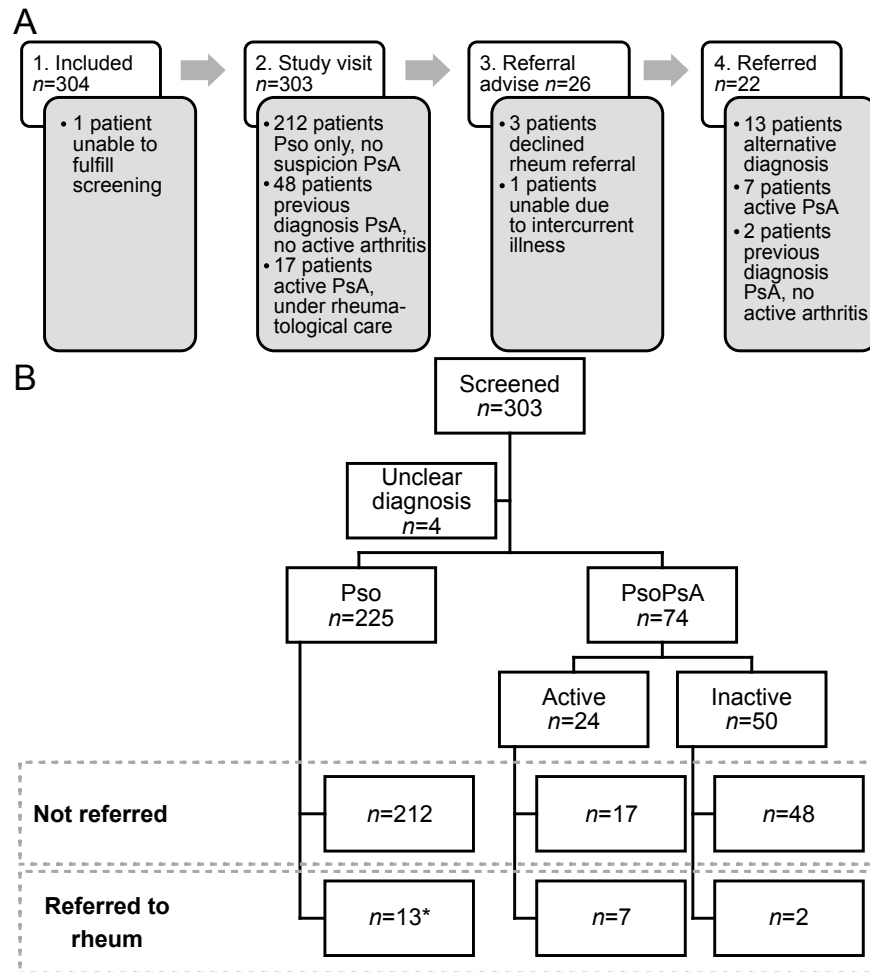 A
1. Included
n=304
• 1 patient
unable to
fulfill
screening
2. Study visit
n=303
• 212 patients
Pso only, no
suspicion PsA
• 48 patients
previous
diagnosis PsA,
no active arthritis
• 17 patients
active PsA,
under rheuma-
tological care
3. Referral
advise n=26
• 3 patients
declined
rheum referral
• 1 patients
unable due to
intercurrent
illness
4. Referred
n=22
• 13 patients
alternative
diagnosis
• 7 patients
active PsA
• 2 patients
previous
diagnosis
PsA, no
active arthritis
B
Screened
n=303
Unclear
diagnosis
n=4
Pso
n=225
PsoPsA
n=74
Active
n=24
Inactive
n=50
Not referred
n=212
n=17
n=48
Referred to
rheum
n=13*
n=7
n=2